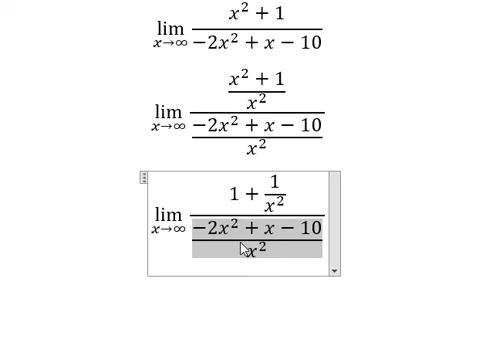 lim x→∞ (x² + 1)/(−2x² + x − 10)
lim x→∞ ((x² + 1)/x²)/((−2x² + x − 10)/x²)
lim x→∞ (1 + 1/x²)/((−2x² + x − 10)/x²)